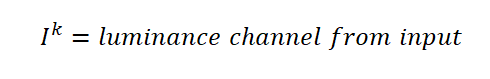 I^k = luminance channel from input